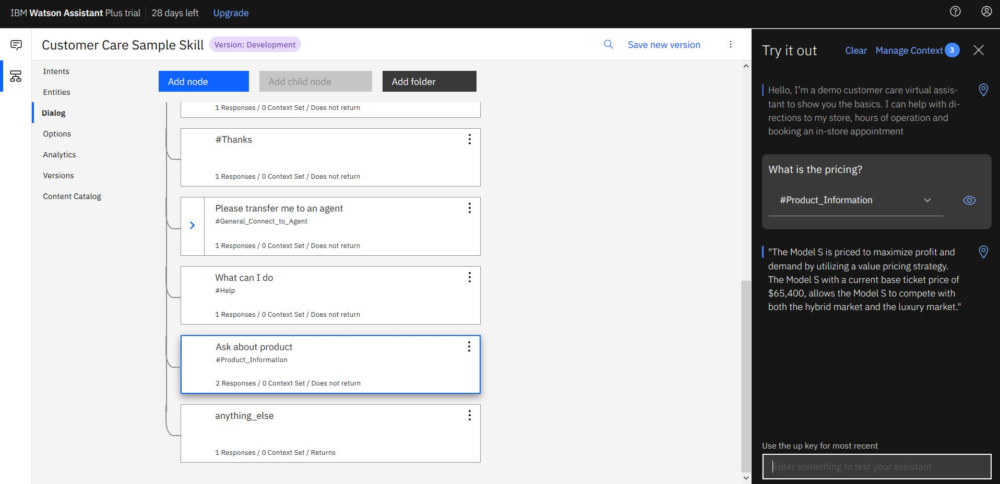 IBM Watson Assistant Plus trial 28 days left Upgrade
Customer Care Sample Skill Version: Development Save new version
Intents
Entities
Dialog
Options
Analytics
Versions
Content Catalog
Add node Add child node Add folder
1 Responses / 0 Context Set / Does not return
#Thanks
1 Responses / 0 Context Set / Does not return
Please transfer me to an agent
#General_Connect_to_Agent
1 Responses / 0 Context Set / Does not return
What can I do
#Help
1 Responses / 0 Context Set / Does not return
Ask about product
#Product_Information
2 Responses / 0 Context Set / Does not return
anything_else
1 Responses / 0 Context Set / Returns
Try it out Clear Manage Context 3
Hello, I’m a demo customer care virtual assis-
tant to show you the basics. I can help with di-
rections to my store, hours of operation and
booking an in-store appointment
What is the pricing?
#Product_Information
"The Model S is priced to maximize profit and
demand by utilizing a value pricing strategy.
The Model S with a current base ticket price of
$65,400, allows the Model S to compete with
both the hybrid market and the luxury market."
Use the up key for most recent
Enter something to test your assistant